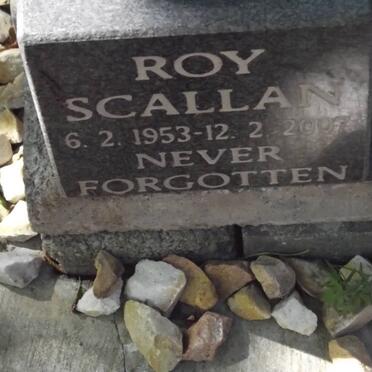 ROY
SCALLAN
6. 2. 1953-12. 2.
NEVER
FORGOTTEN